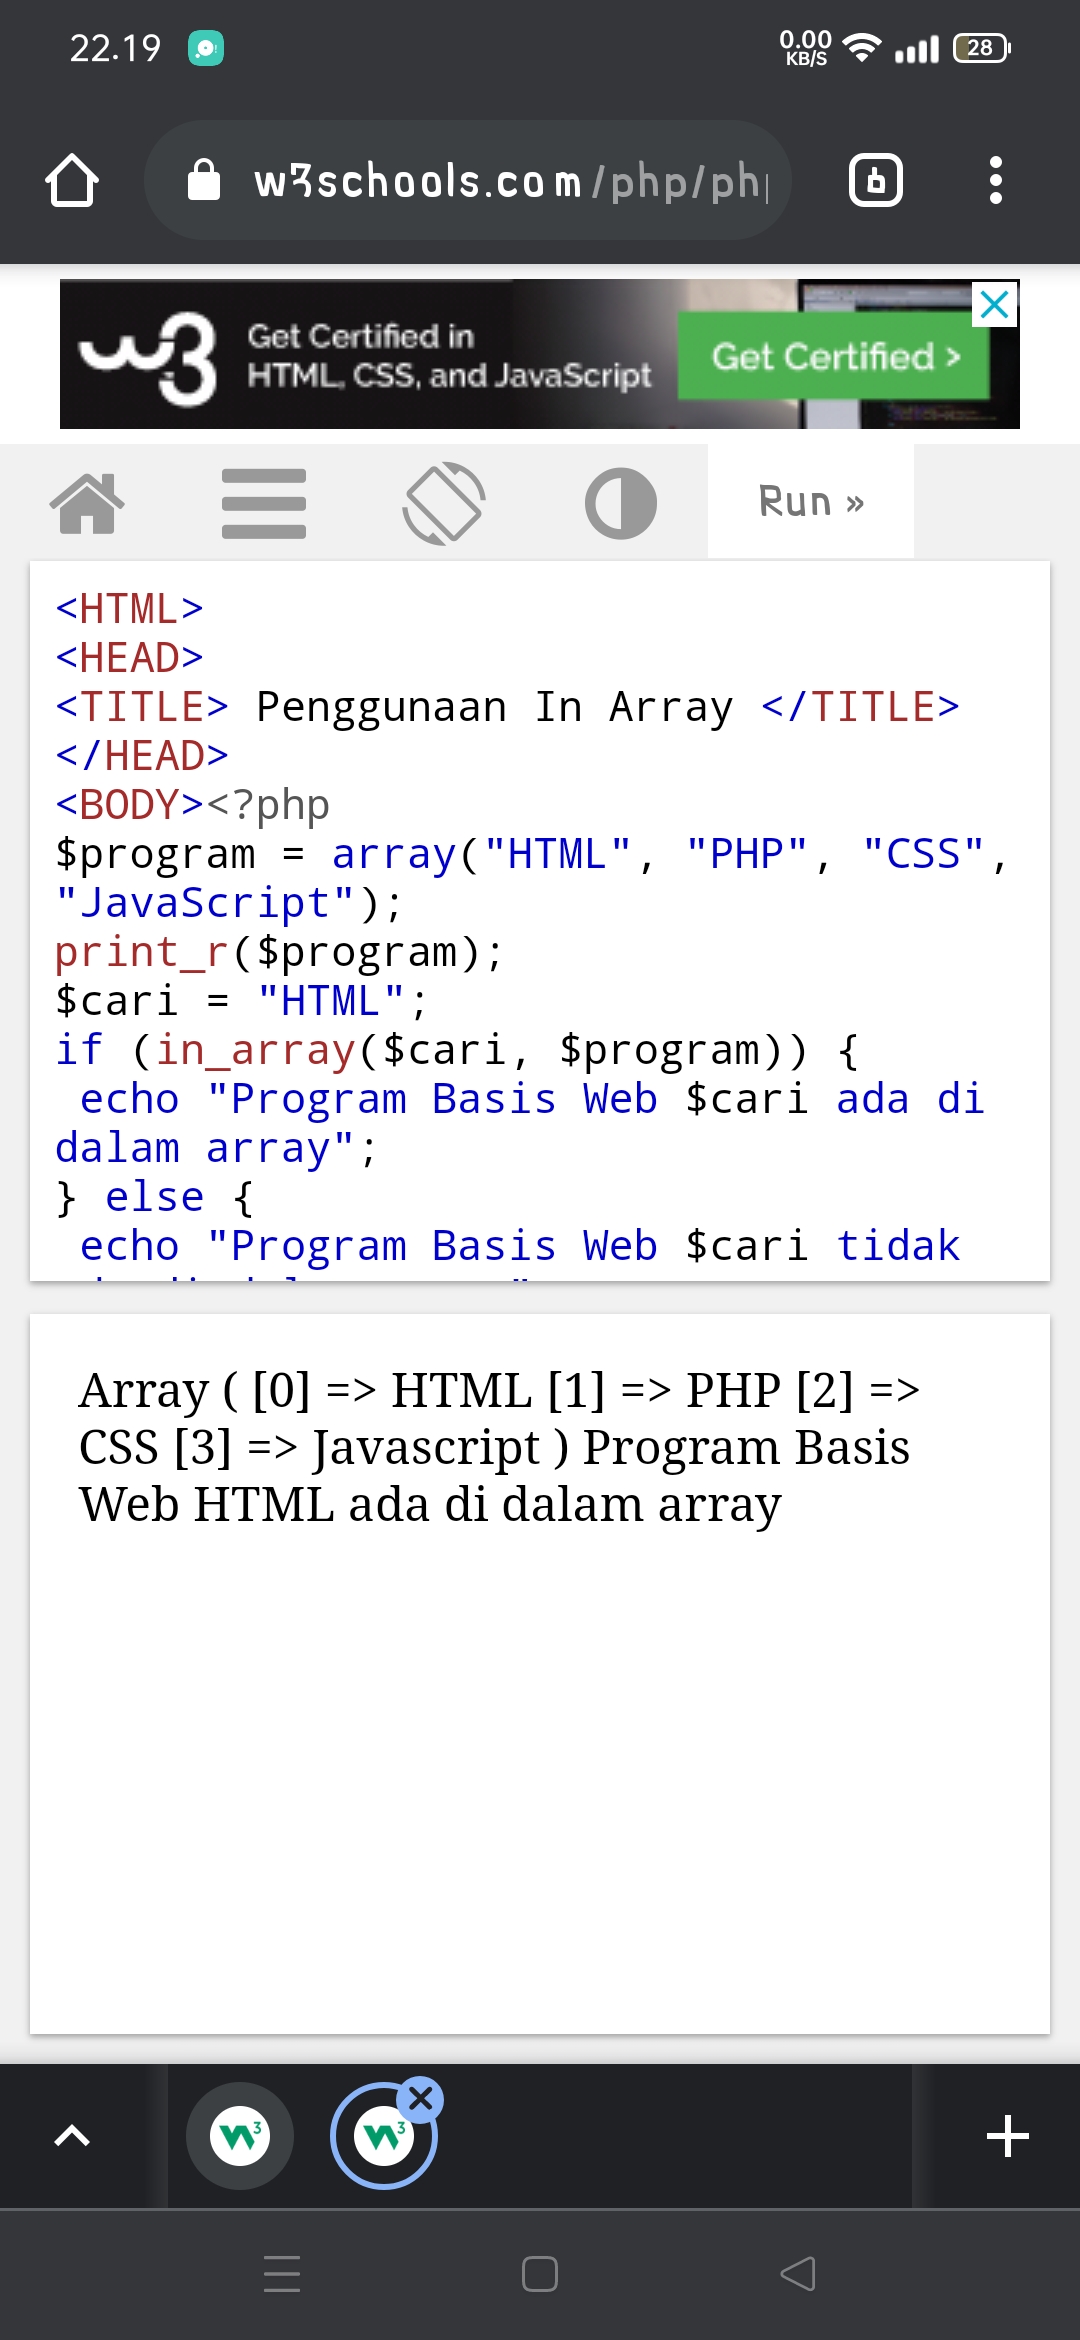 22.19
0.00
KB/S
28
w3schools.com/php/ph
w3
Get Certified in
HTML, CSS, and JavaScript
Get Certified >
Run »
<HTML>
<HEAD>
<TITLE> Penggunaan In Array </TITLE>
</HEAD>
<BODY><?php
$program = array("HTML", "PHP", "CSS",
"JavaScript");
print_r($program);
$cari = "HTML";
if (in_array($cari, $program)) {
echo "Program Basis Web $cari ada di
dalam array";
} else {
echo "Program Basis Web $cari tidak
Array ( [0] => HTML [1] => PHP [2] =>
CSS [3] => Javascript ) Program Basis
Web HTML ada di dalam array